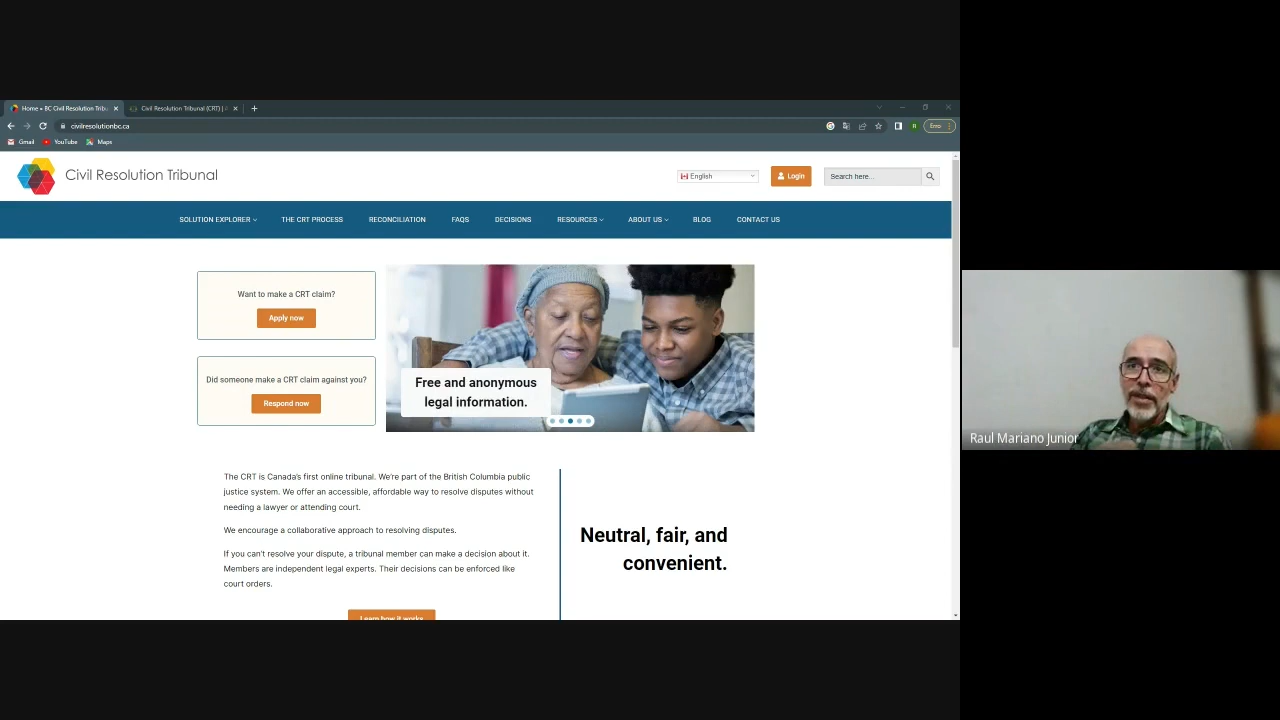 Home » BC Civil Resolution Trib
Civil Resolution Tribunal (CRT) |
civilresolutionbc.ca
Erro
Gmail
YouTube
Maps
Civil Resolution Tribunal
English
Login
Search here...
SOLUTION EXPLORER
THE CRT PROCESS
RECONCILIATION
FAQS
DECISIONS
RESOURCES
ABOUT US
BLOG
CONTACT US
Want to make a CRT claim?
Apply now
Did someone make a CRT claim against you?
Respond now
Free and anonymous
legal information.
The CRT is Canada's first online tribunal. We're part of the British Columbia public
justice system. We offer an accessible, affordable way to resolve disputes without
needing a lawyer or attending court.
We encourage a collaborative approach to resolving disputes.
If you can't resolve your dispute, a tribunal member can make a decision about it.
Members are independent legal experts. Their decisions can be enforced like
court orders.
Learn how it works
Neutral, fair, and
convenient.
Raul Mariano Junior